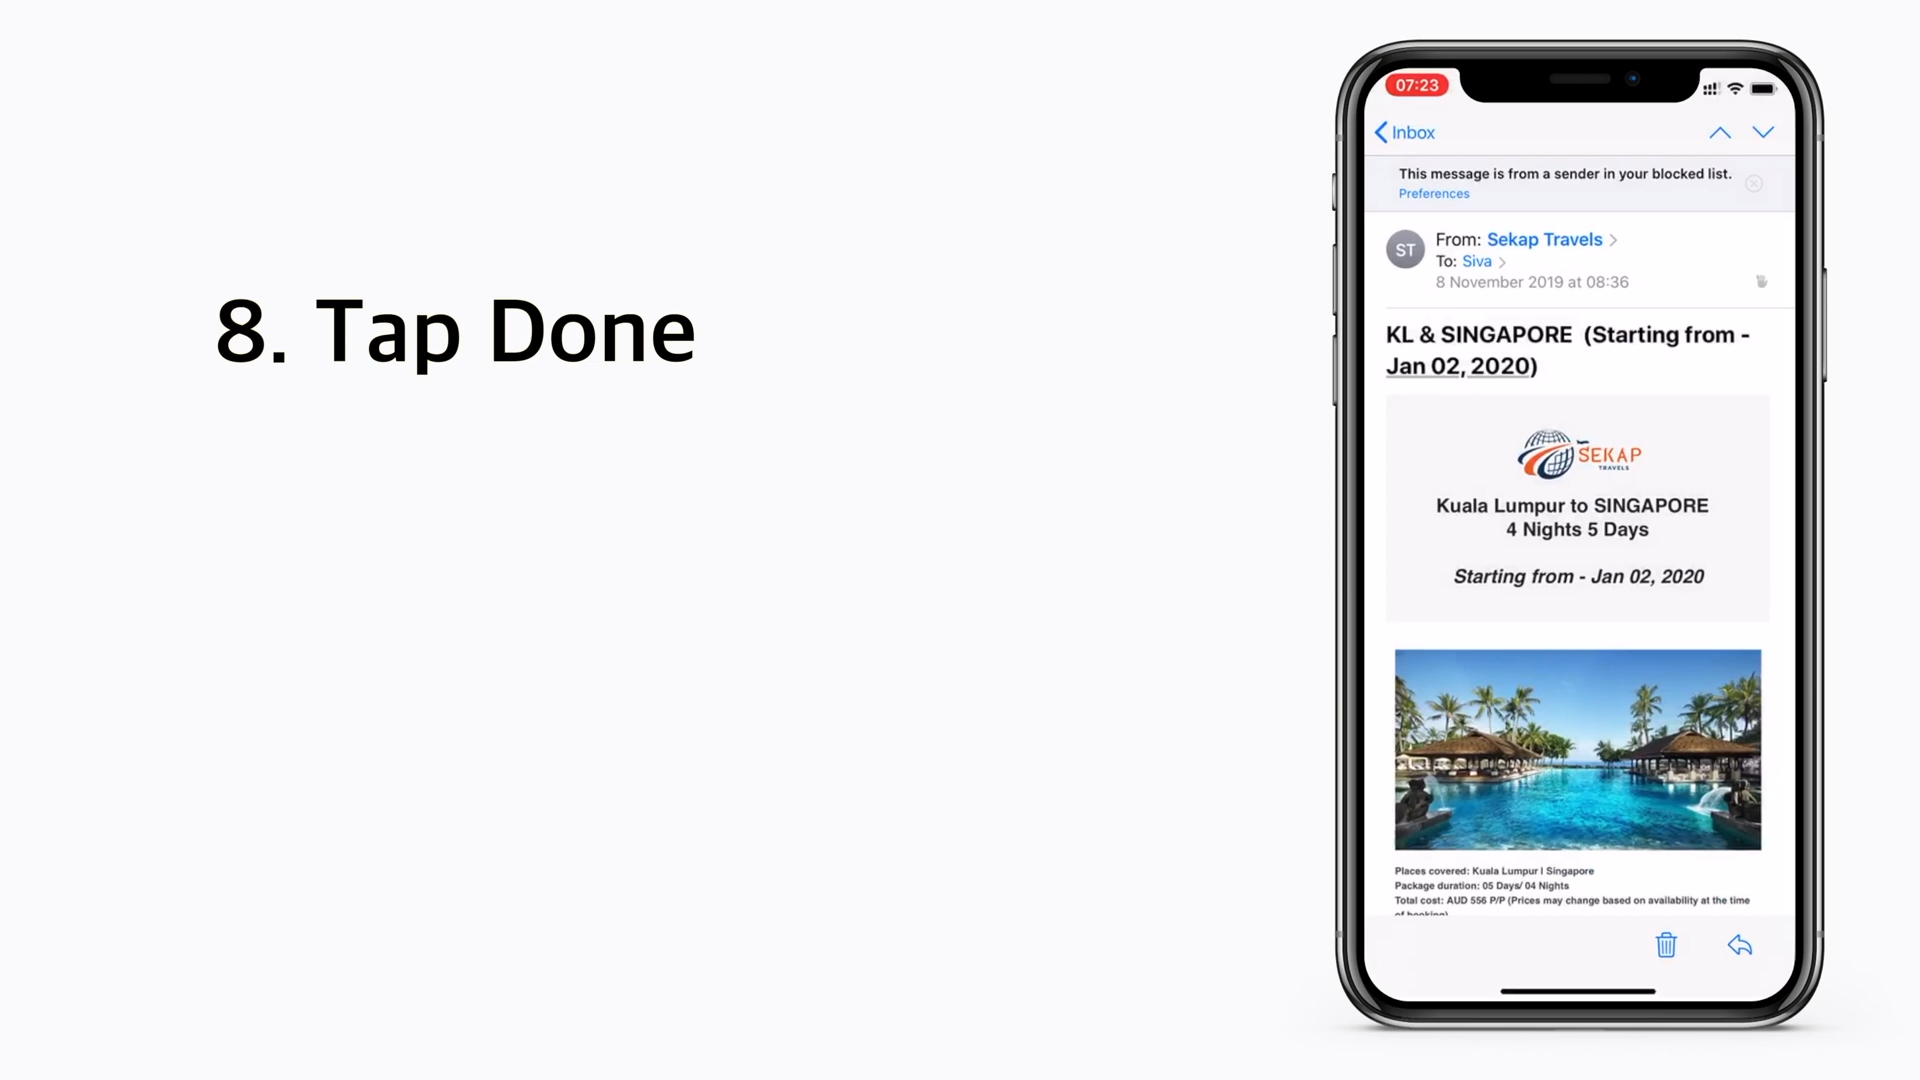 8. Tap Done
07:23
Inbox
This message is from a sender in your blocked list.
Preferences
ST
From: Sekap Travels
To: Siva
8 November 2019 at 08:36
KL & SINGAPORE (Starting from -
Jan 02, 2020)
SEKAP
TRAVELS
Kuala Lumpur to SINGAPORE
4 Nights 5 Days
Starting from - Jan 02, 2020
Places covered: Kuala Lumpur I Singapore
Package duration: 05 Days/ 04 Nights
Total cost: AUD 556 P/P (Prices may change based on availability at the time
of booking)